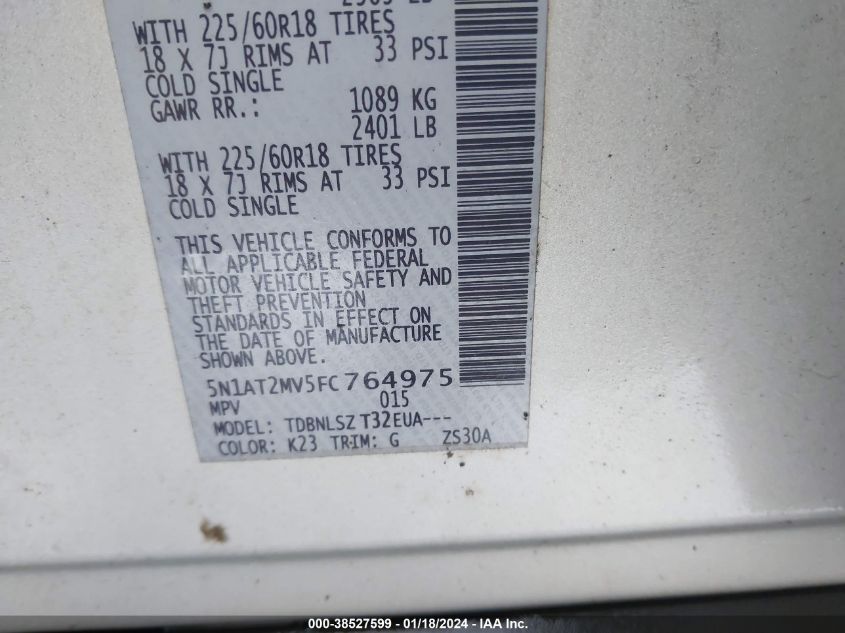 WITH 225/60R18 TIRES
18 X 7J RIMS AT 33 PSI
COLD SINGLE
GAWR RR.: 1089 KG
2401 LB
WITH 225/60R18 TIRES
18 X 7J RIMS AT 33 PSI
COLD SINGLE
THIS VEHICLE CONFORMS TO
ALL APPLICABLE FEDERAL
MOTOR VEHICLE SAFETY AND
THEFT PREVENTION
STANDARDS IN EFFECT ON
THE DATE OF MANUFACTURE
SHOWN ABOVE.
5N1AT2MV5FC764975
MPV 015
MODEL: TDBNLSZ T32EUA---
COLOR: K23 TRIM: G ZS30A
000-38527599 - 01/18/2024 - IAA Inc.